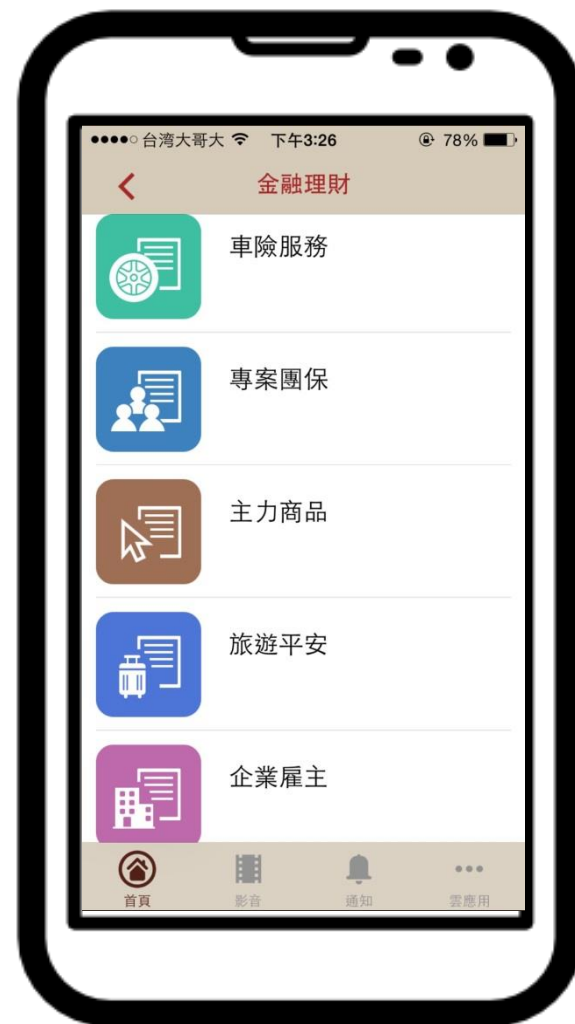 台湾大哥大 下午3:26 78%
金融理財
車險服務
專案團保
主力商品
旅遊平安
企業雇主
首頁 影音 通知 雲應用